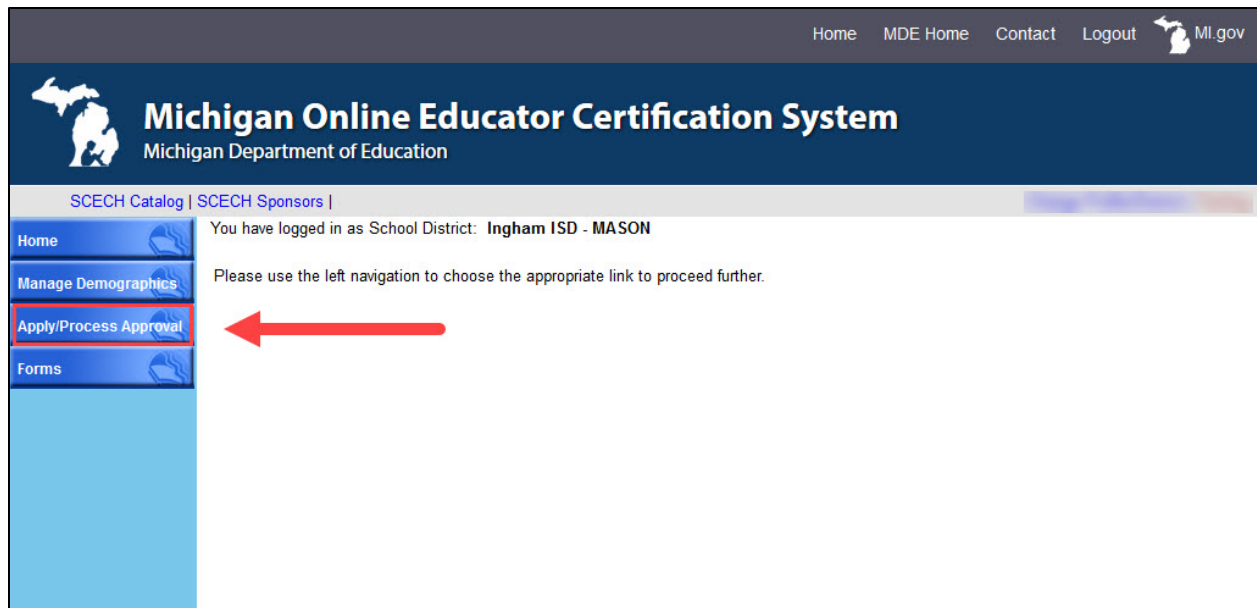 Home MDE Home Contact Logout MI.gov
Michigan Online Educator Certification System
Michigan Department of Education
SCECH Catalog | SCECH Sponsors |
Home
You have logged in as School District: Ingham ISD - MASON
Manage Demographics
Please use the left navigation to choose the appropriate link to proceed further.
Apply/Process Approval
Forms